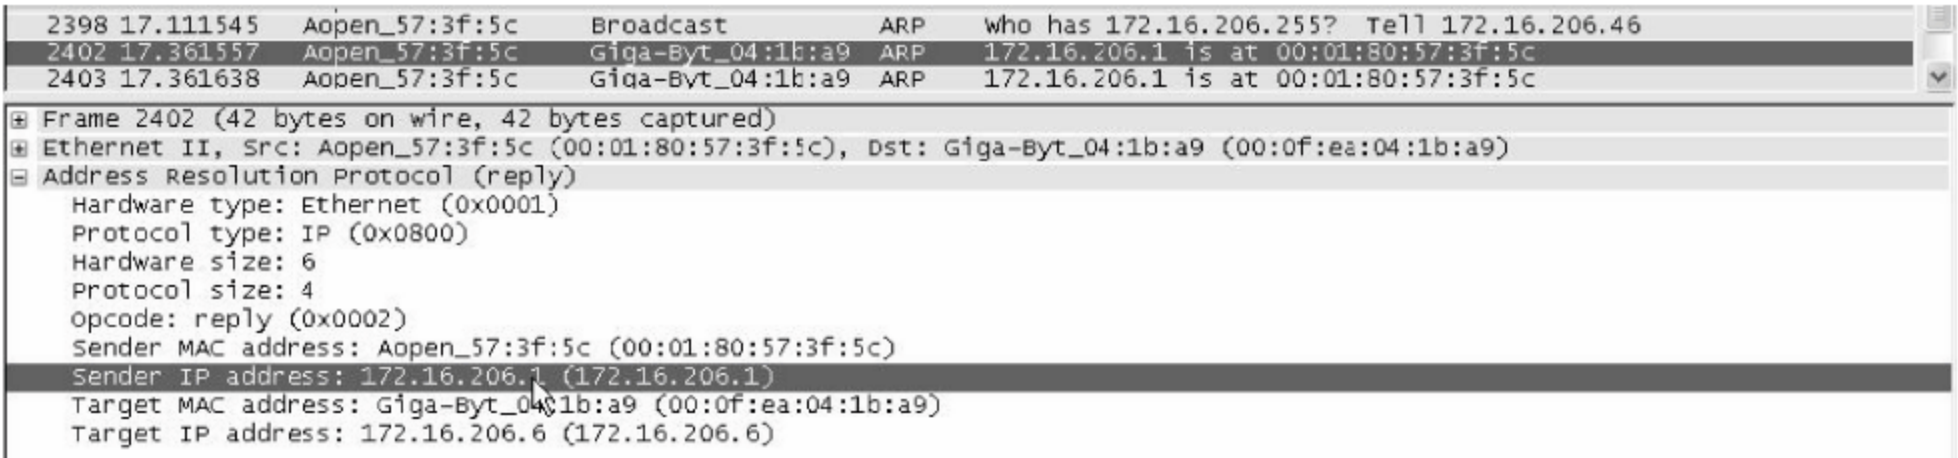 2398 17.111545 Aopen_57:3f:5c Broadcast ARP Who has 172.16.206.255? Tell 172.16.206.46
2402 17.361557 Aopen_57:3f:5c Giga-Byt_04:1b:a9 ARP 172.16.206.1 is at 00:01:80:57:3f:5c
2403 17.361638 Aopen_57:3f:5c Giga-Byt_04:1b:a9 ARP 172.16.206.1 is at 00:01:80:57:3f:5c
Frame 2402 (42 bytes on wire, 42 bytes captured)
Ethernet II, Src: Aopen_57:3f:5c (00:01:80:57:3f:5c), Dst: Giga-Byt_04:1b:a9 (00:0f:ea:04:1b:a9)
Address Resolution Protocol (reply)
Hardware type: Ethernet (0x0001)
Protocol type: IP (0x0800)
Hardware size: 6
Protocol size: 4
Opcode: reply (0x0002)
Sender MAC address: Aopen_57:3f:5c (00:01:80:57:3f:5c)
Sender IP address: 172.16.206.1 (172.16.206.1)
Target MAC address: Giga-Byt_04:1b:a9 (00:0f:ea:04:1b:a9)
Target IP address: 172.16.206.6 (172.16.206.6)